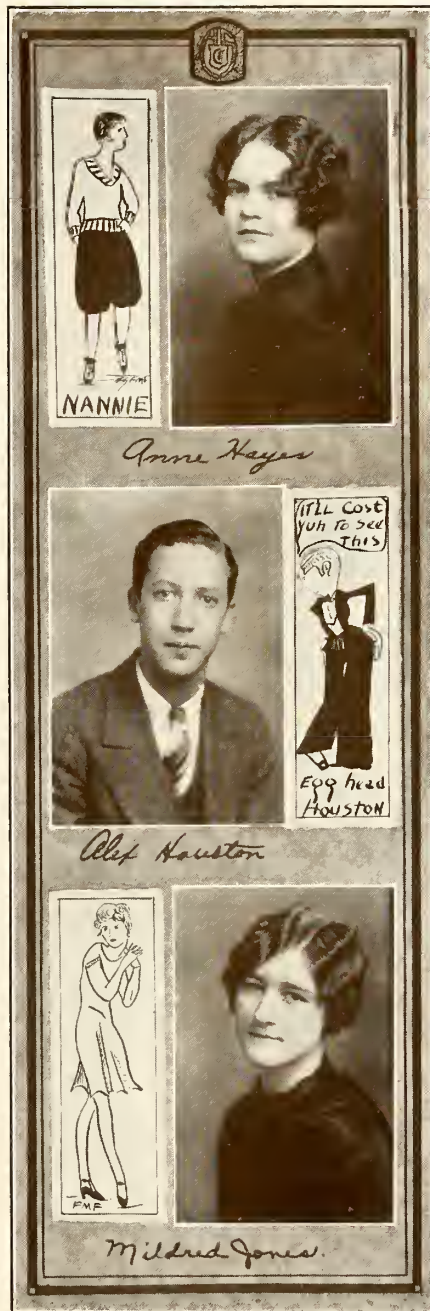 NANNIE
Anne Hayes
IT'LL Cost
Yuh To See
This
Egg head
HOUSTON
Alex Houston
FMF
Mildred Jones.